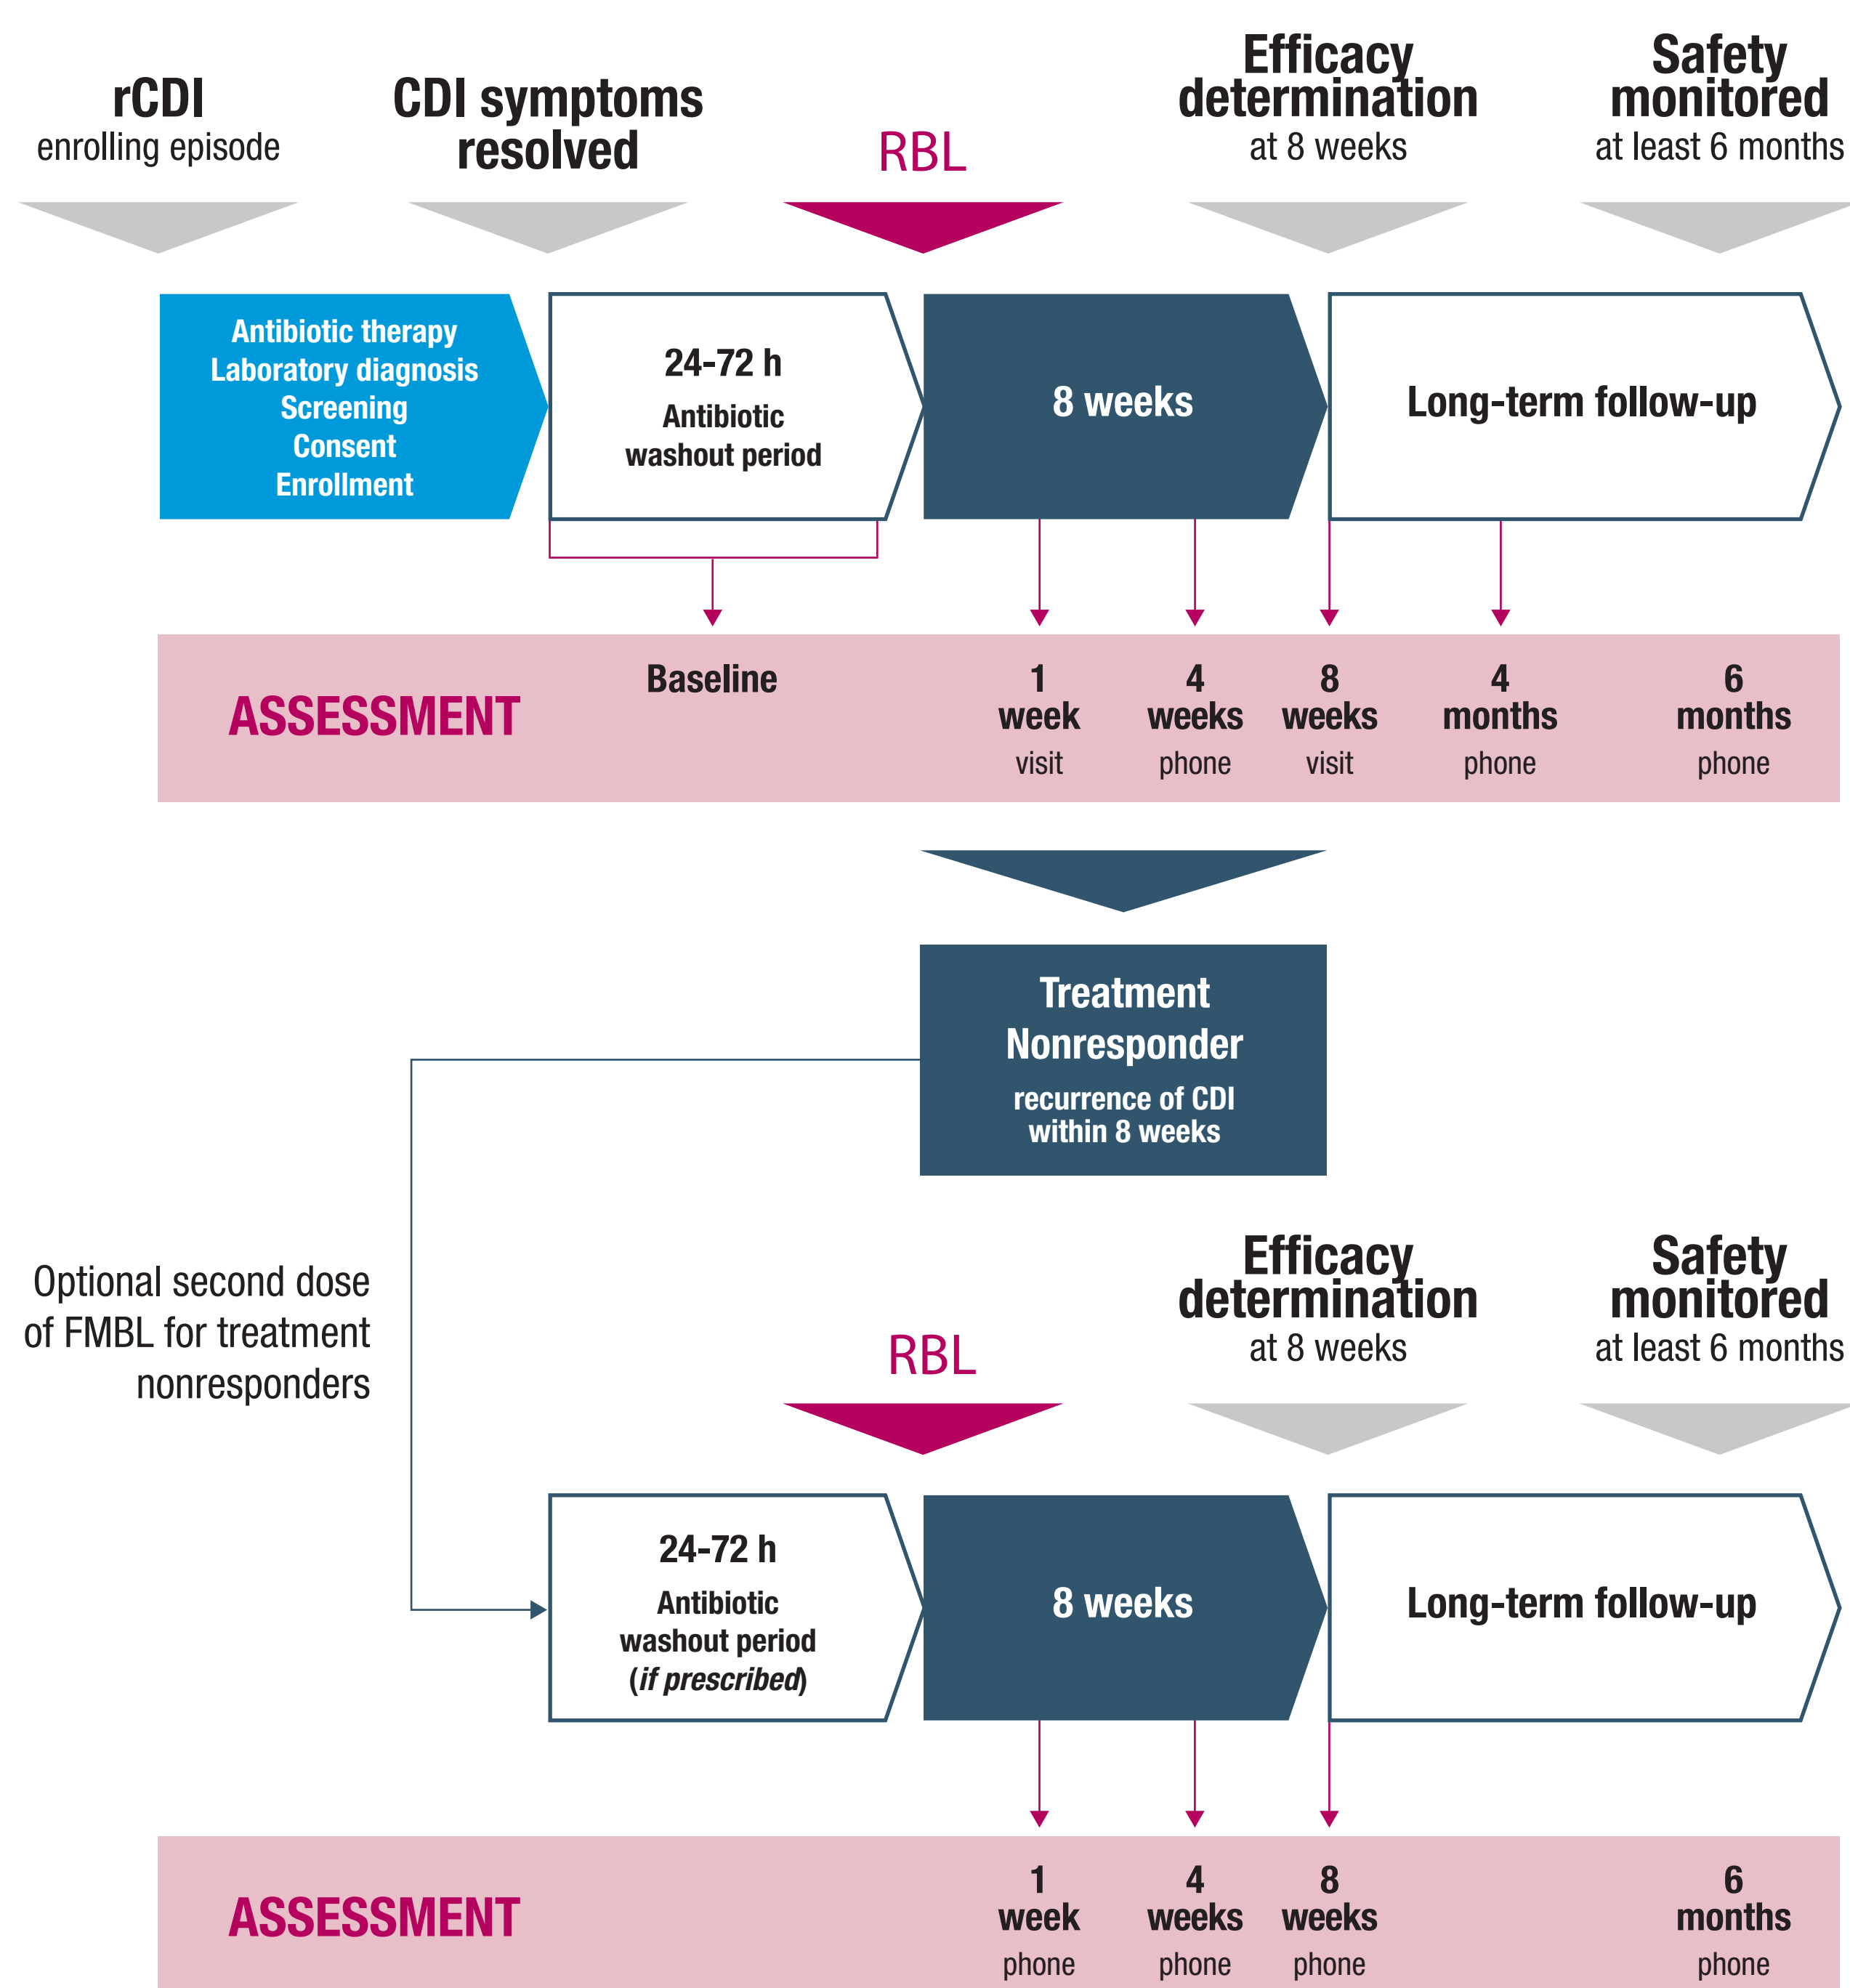 rCDI
enrolling episode
CDI symptoms
resolved
RBL
Efficacy
determination
at 8 weeks
Safety
monitored
at least 6 months
Antibiotic therapy
Laboratory diagnosis
Screening
Consent
Enrollment
24-72 h
Antibiotic
washout period
8 weeks
Long-term follow-up
ASSESSMENT
Baseline
1
week
visit
4
weeks
phone
8
weeks
visit
4
months
phone
6
months
phone
Treatment
Nonresponder
recurrence of CDI
within 8 weeks
Optional second dose
of FMBL for treatment
nonresponders
RBL
Efficacy
determination
at 8 weeks
Safety
monitored
at least 6 months
24-72 h
Antibiotic
washout period
(if prescribed)
8 weeks
Long-term follow-up
ASSESSMENT
1
week
phone
4
weeks
phone
8
weeks
phone
6
months
phone